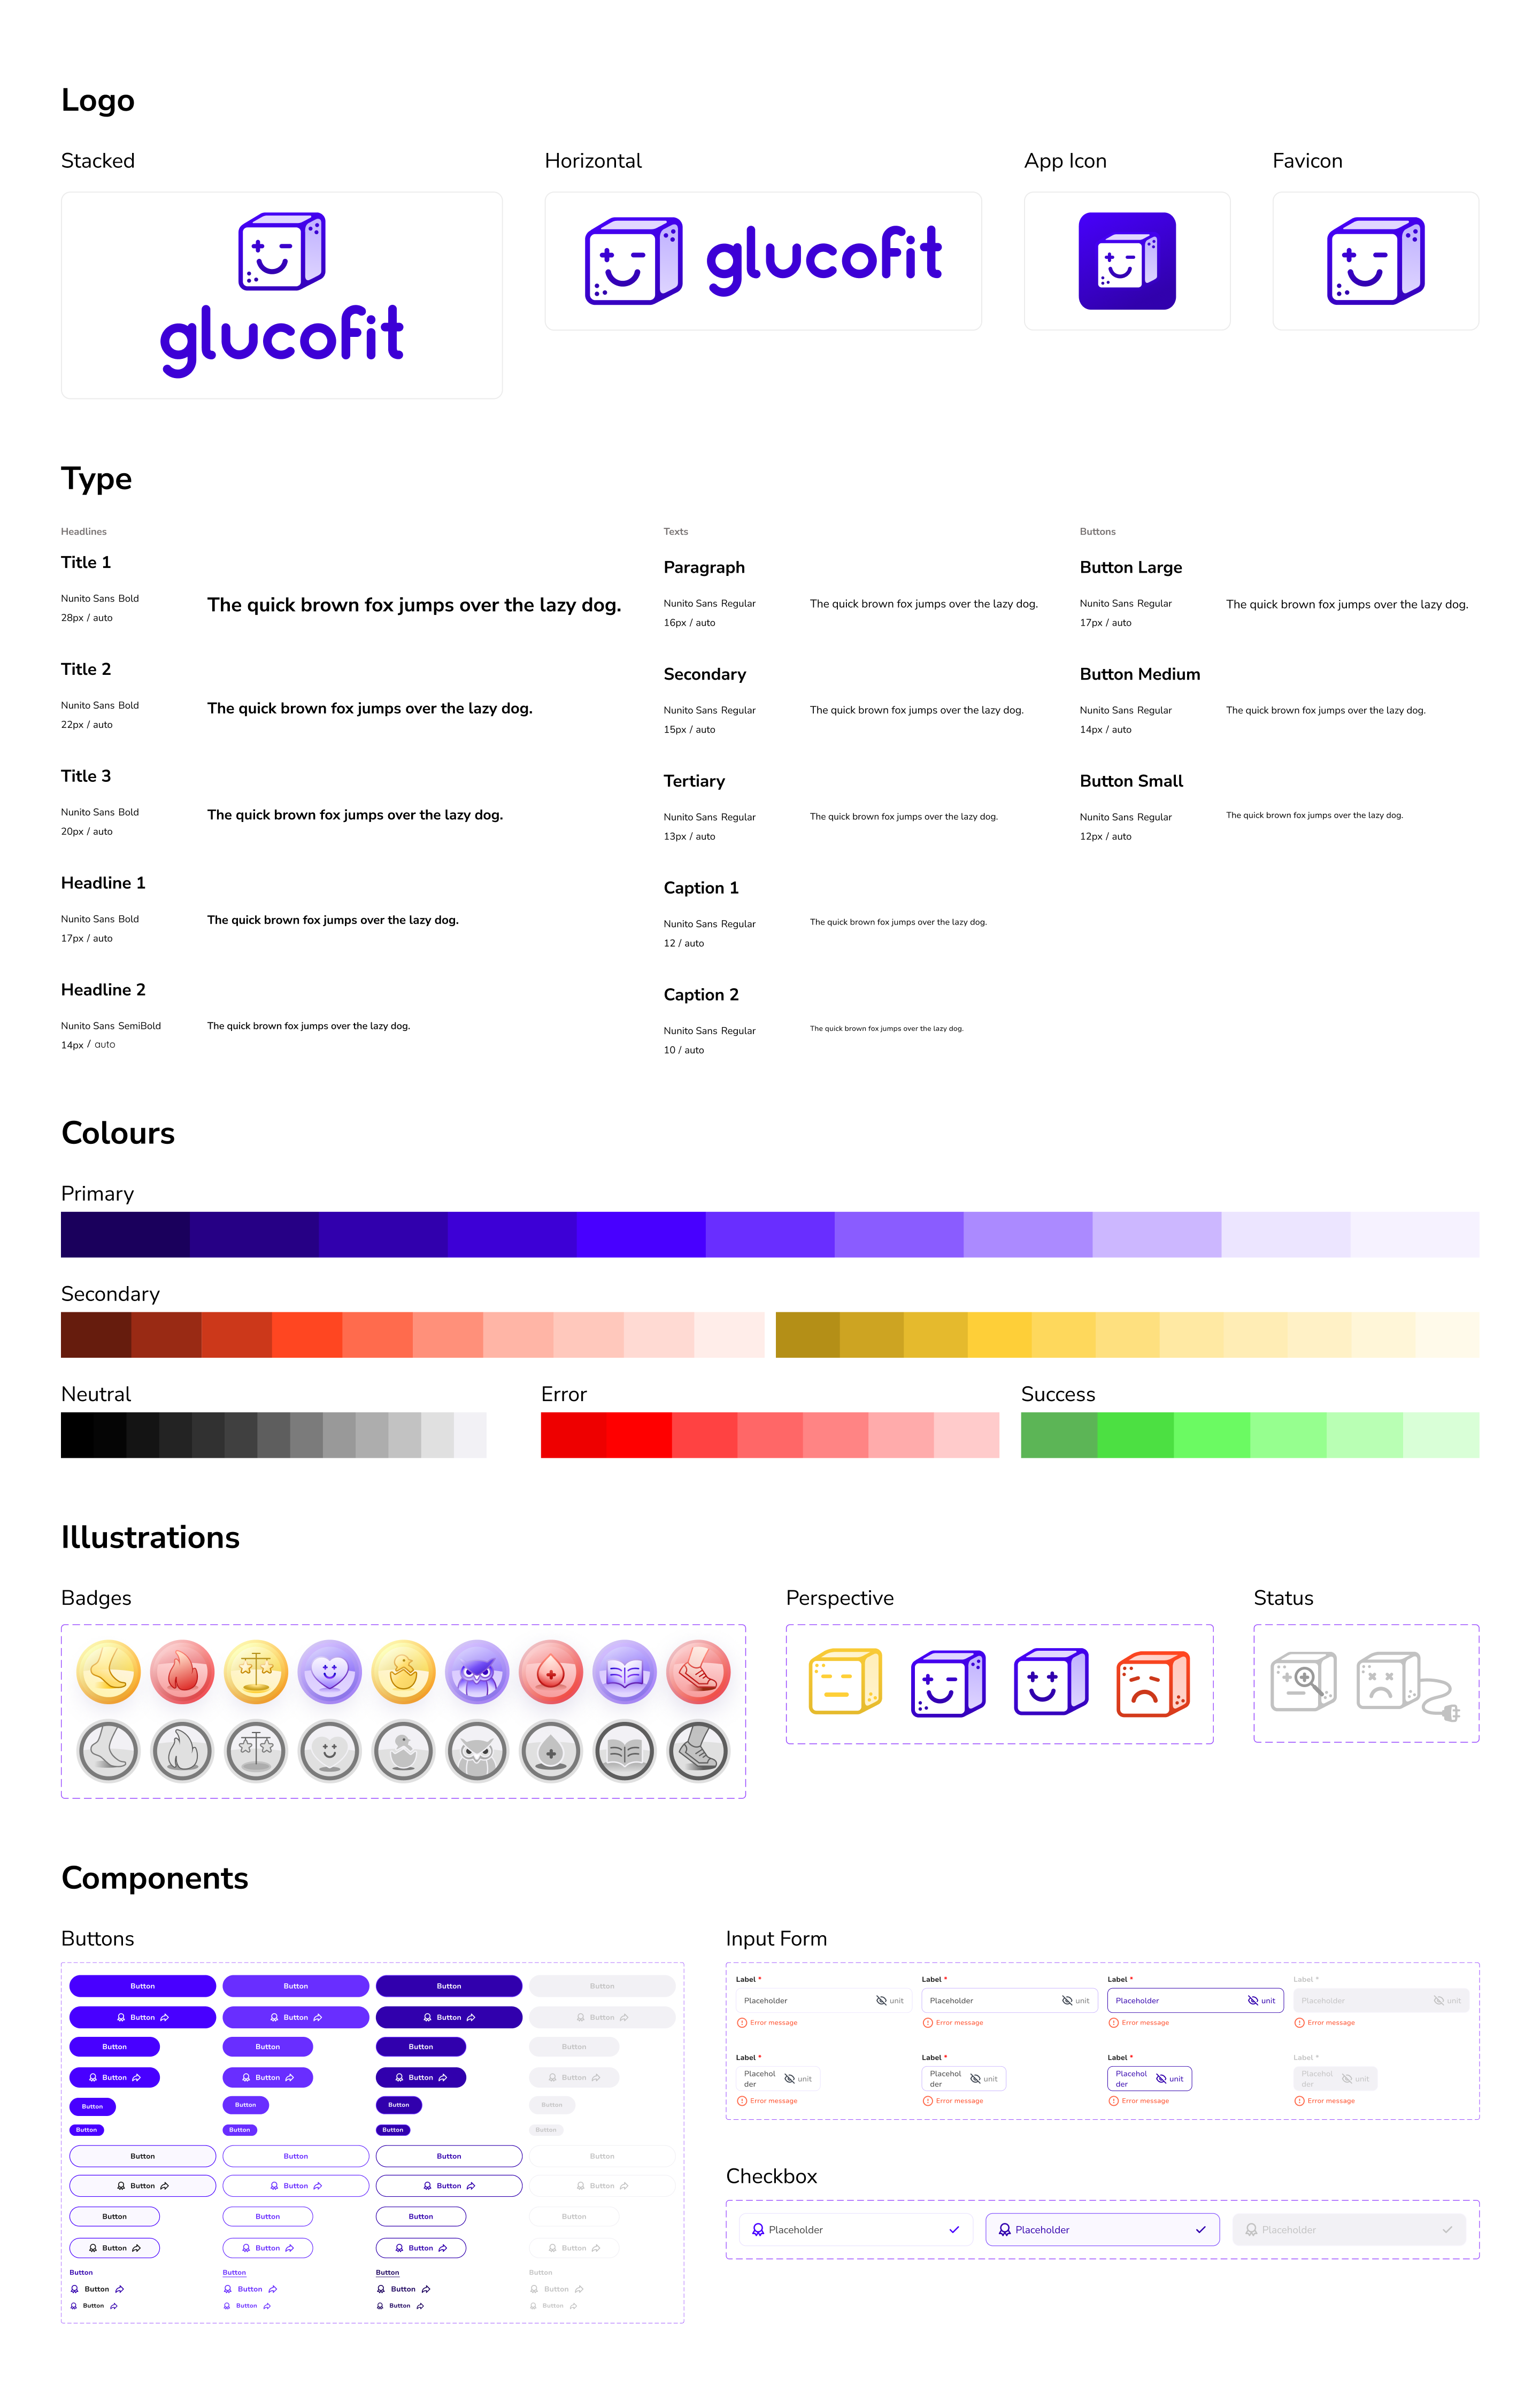 Logo
Stacked
Horizontal
App Icon
Favicon
glucofit
glucofit
Type
Headlines
Title 1
Nunito Sans Bold
28px / auto
The quick brown fox jumps over the lazy dog.
Title 2
Nunito Sans Bold
22px / auto
The quick brown fox jumps over the lazy dog.
Title 3
Nunito Sans Bold
20px / auto
The quick brown fox jumps over the lazy dog.
Headline 1
Nunito Sans Bold
17px / auto
The quick brown fox jumps over the lazy dog.
Headline 2
Nunito Sans SemiBold
14px / auto
The quick brown fox jumps over the lazy dog.
Texts
Paragraph
Nunito Sans Regular
16px / auto
The quick brown fox jumps over the lazy dog.
Secondary
Nunito Sans Regular
15px / auto
The quick brown fox jumps over the lazy dog.
Tertiary
Nunito Sans Regular
13px / auto
The quick brown fox jumps over the lazy dog.
Caption 1
Nunito Sans Regular
12 / auto
The quick brown fox jumps over the lazy dog.
Caption 2
Nunito Sans Regular
10 / auto
The quick brown fox jumps over the lazy dog.
Buttons
Button Large
Nunito Sans Regular
17px / auto
The quick brown fox jumps over the lazy dog.
Button Medium
Nunito Sans Regular
14px / auto
The quick brown fox jumps over the lazy dog.
Button Small
Nunito Sans Regular
12px / auto
The quick brown fox jumps over the lazy dog.
Colours
Primary
Secondary
Neutral
Error
Success
Illustrations
Badges
Perspective
Status
Components
Buttons
Button Button Button Button
Button Button Button Button
Button Button Button Button
Button Button Button Button
Button Button Button Button
Button Button Button Button
Button Button Button Button
Button Button Button Button
Button Button Button Button
Button Button Button Button
Button Button Button Button
Button Button Button Button
Button Button Button Button
Input Form
Label * Label * Label * Label *
Placeholder unit Placeholder unit Placeholder unit Placeholder unit
Error message Error message Error message Error message
Label * Label * Label * Label *
Placehol unit Placehol unit Placehol unit Placehol unit
der der der der
Error message Error message Error message Error message
Checkbox
Placeholder Placeholder Placeholder